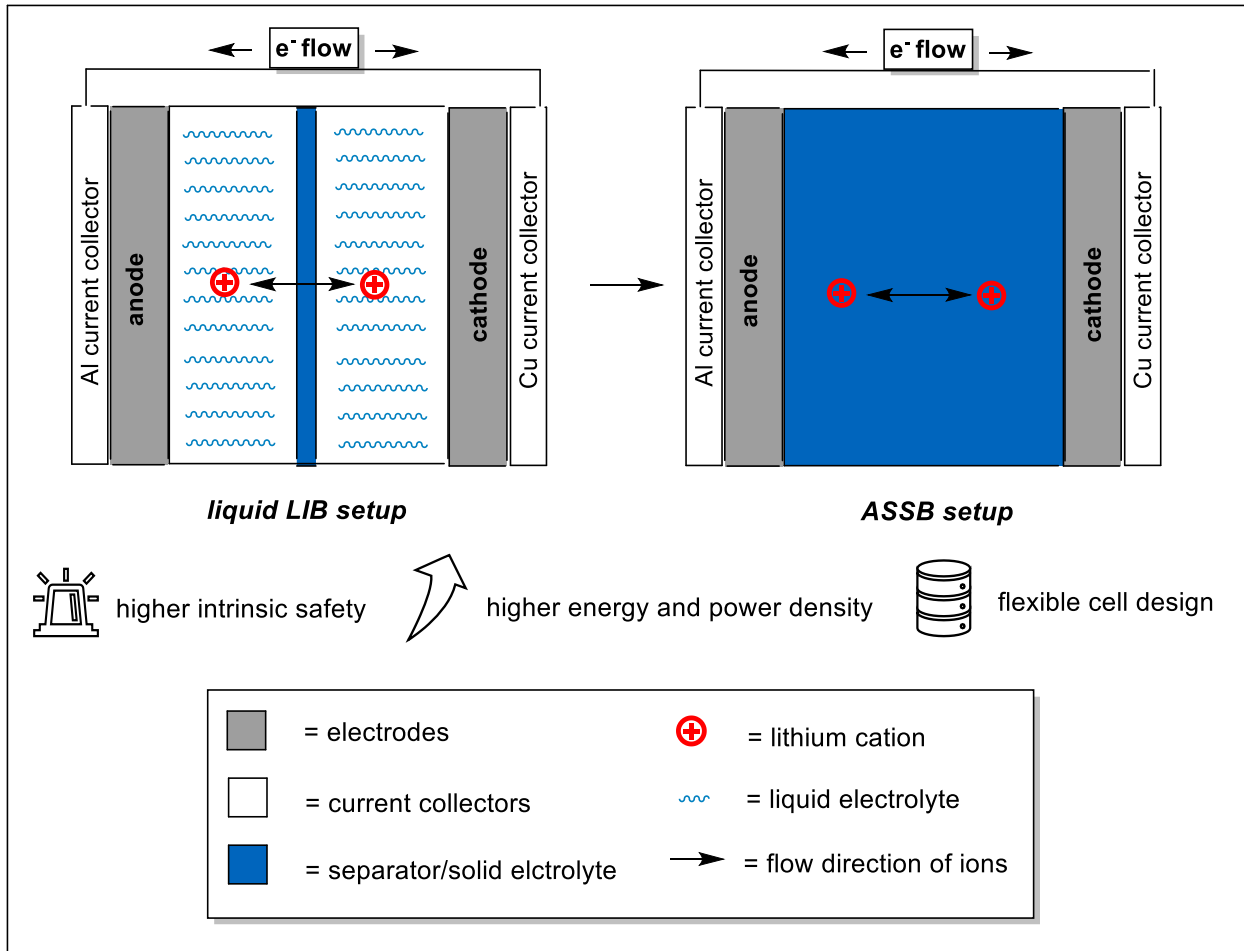 e⁻ flow
e⁻ flow
Al current collector
anode
cathode
Cu current collector
Al current collector
anode
cathode
Cu current collector
liquid LIB setup
ASSB setup
higher intrinsic safety
higher energy and power density
flexible cell design
= electrodes
= lithium cation
= current collectors
= liquid electrolyte
= separator/solid elctrolyte
= flow direction of ions